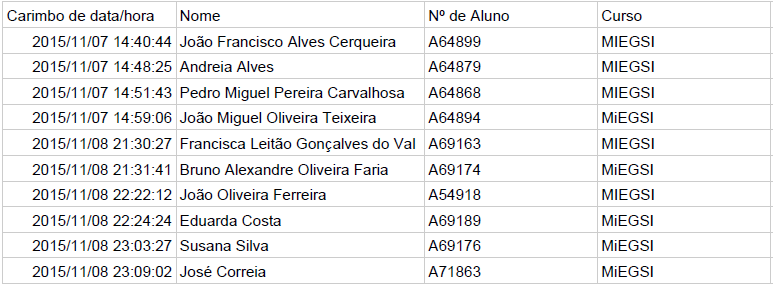 Carimbo de data/hora Nome Nº de Aluno Curso
2015/11/07 14:40:44 João Francisco Alves Cerqueira A64899 MIEGSI
2015/11/07 14:48:25 Andreia Alves A64879 MIEGSI
2015/11/07 14:51:43 Pedro Miguel Pereira Carvalhosa A64868 MIEGSI
2015/11/07 14:59:06 João Miguel Oliveira Teixeira A64894 MiEGSI
2015/11/08 21:30:27 Francisca Leitão Gonçalves do Val A69163 MIEGSI
2015/11/08 21:31:41 Bruno Alexandre Oliveira Faria A69174 MiEGSI
2015/11/08 22:22:12 João Oliveira Ferreira A54918 MIEGSI
2015/11/08 22:24:24 Eduarda Costa A69189 MiEGSI
2015/11/08 23:03:27 Susana Silva A69176 MiEGSI
2015/11/08 23:09:02 José Correia A71863 MiEGSI